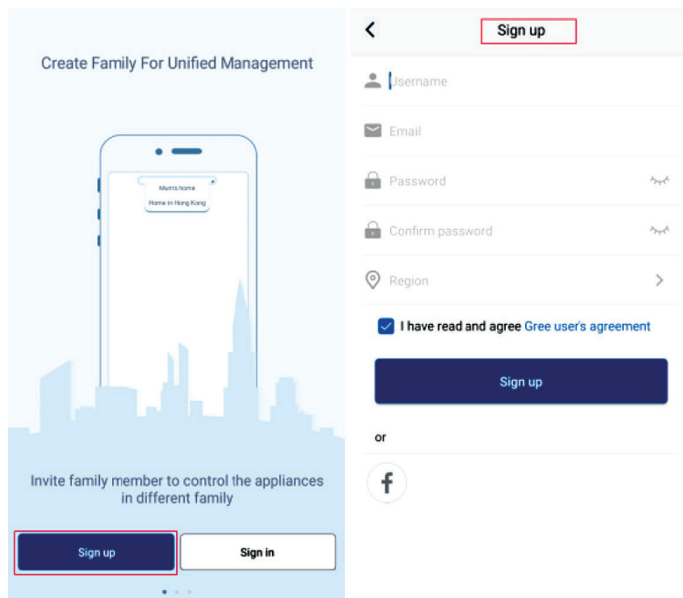 Create Family For Unified Management
Mum's home
Home in Hong Kong
Invite family member to control the appliances
in different family
Sign up
Sign in
Sign up
Username
Email
Password
Confirm password
Region
I have read and agree Gree user's agreement
Sign up
or
f